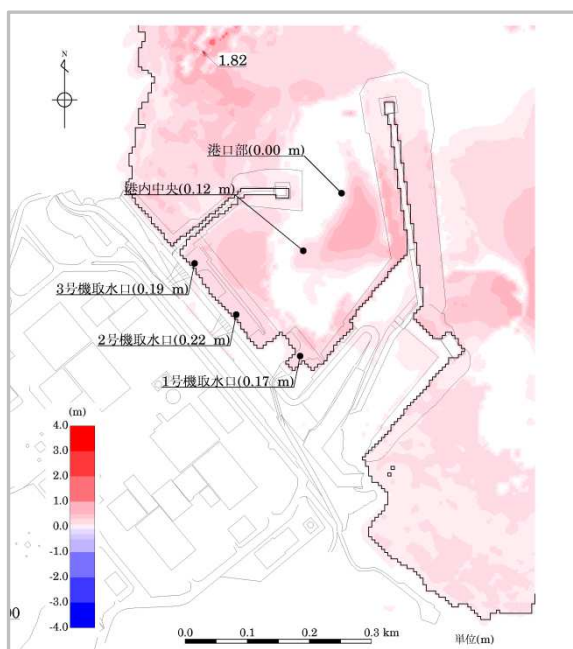 N
1.82
港口部(0.00 m)
港内中央(0.12 m)
3号機取水口(0.19 m)
2号機取水口(0.22 m)
1号機取水口(0.17 m)
(m)
4.0
3.0
2.0
1.0
0.0
-1.0
-2.0
-3.0
-4.0
0.0 0.1 0.2 0.3 km
単位(m)